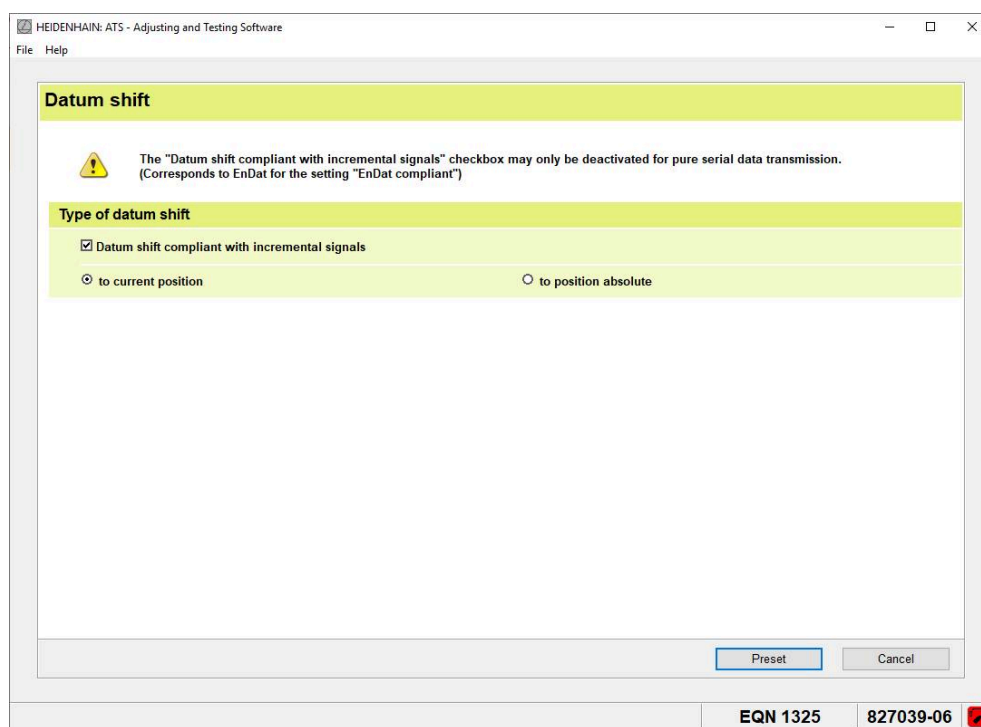 HEIDENHAIN: ATS - Adjusting and Testing Software
File Help
Datum shift
The "Datum shift compliant with incremental signals" checkbox may only be deactivated for pure serial data transmission.
(Corresponds to EnDat for the setting "EnDat compliant")
Type of datum shift
Datum shift compliant with incremental signals
to current position to position absolute
Preset Cancel
EQN 1325 827039-06